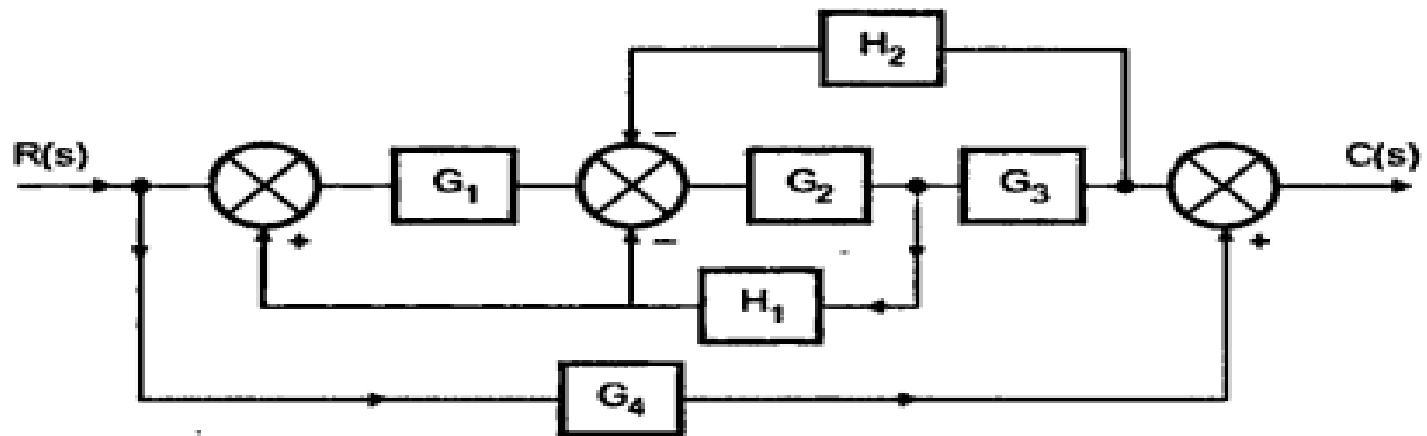 H₂
−
R(s)
G₁
G₂
G₃
C(s)
+
−
+
H₁
G₄